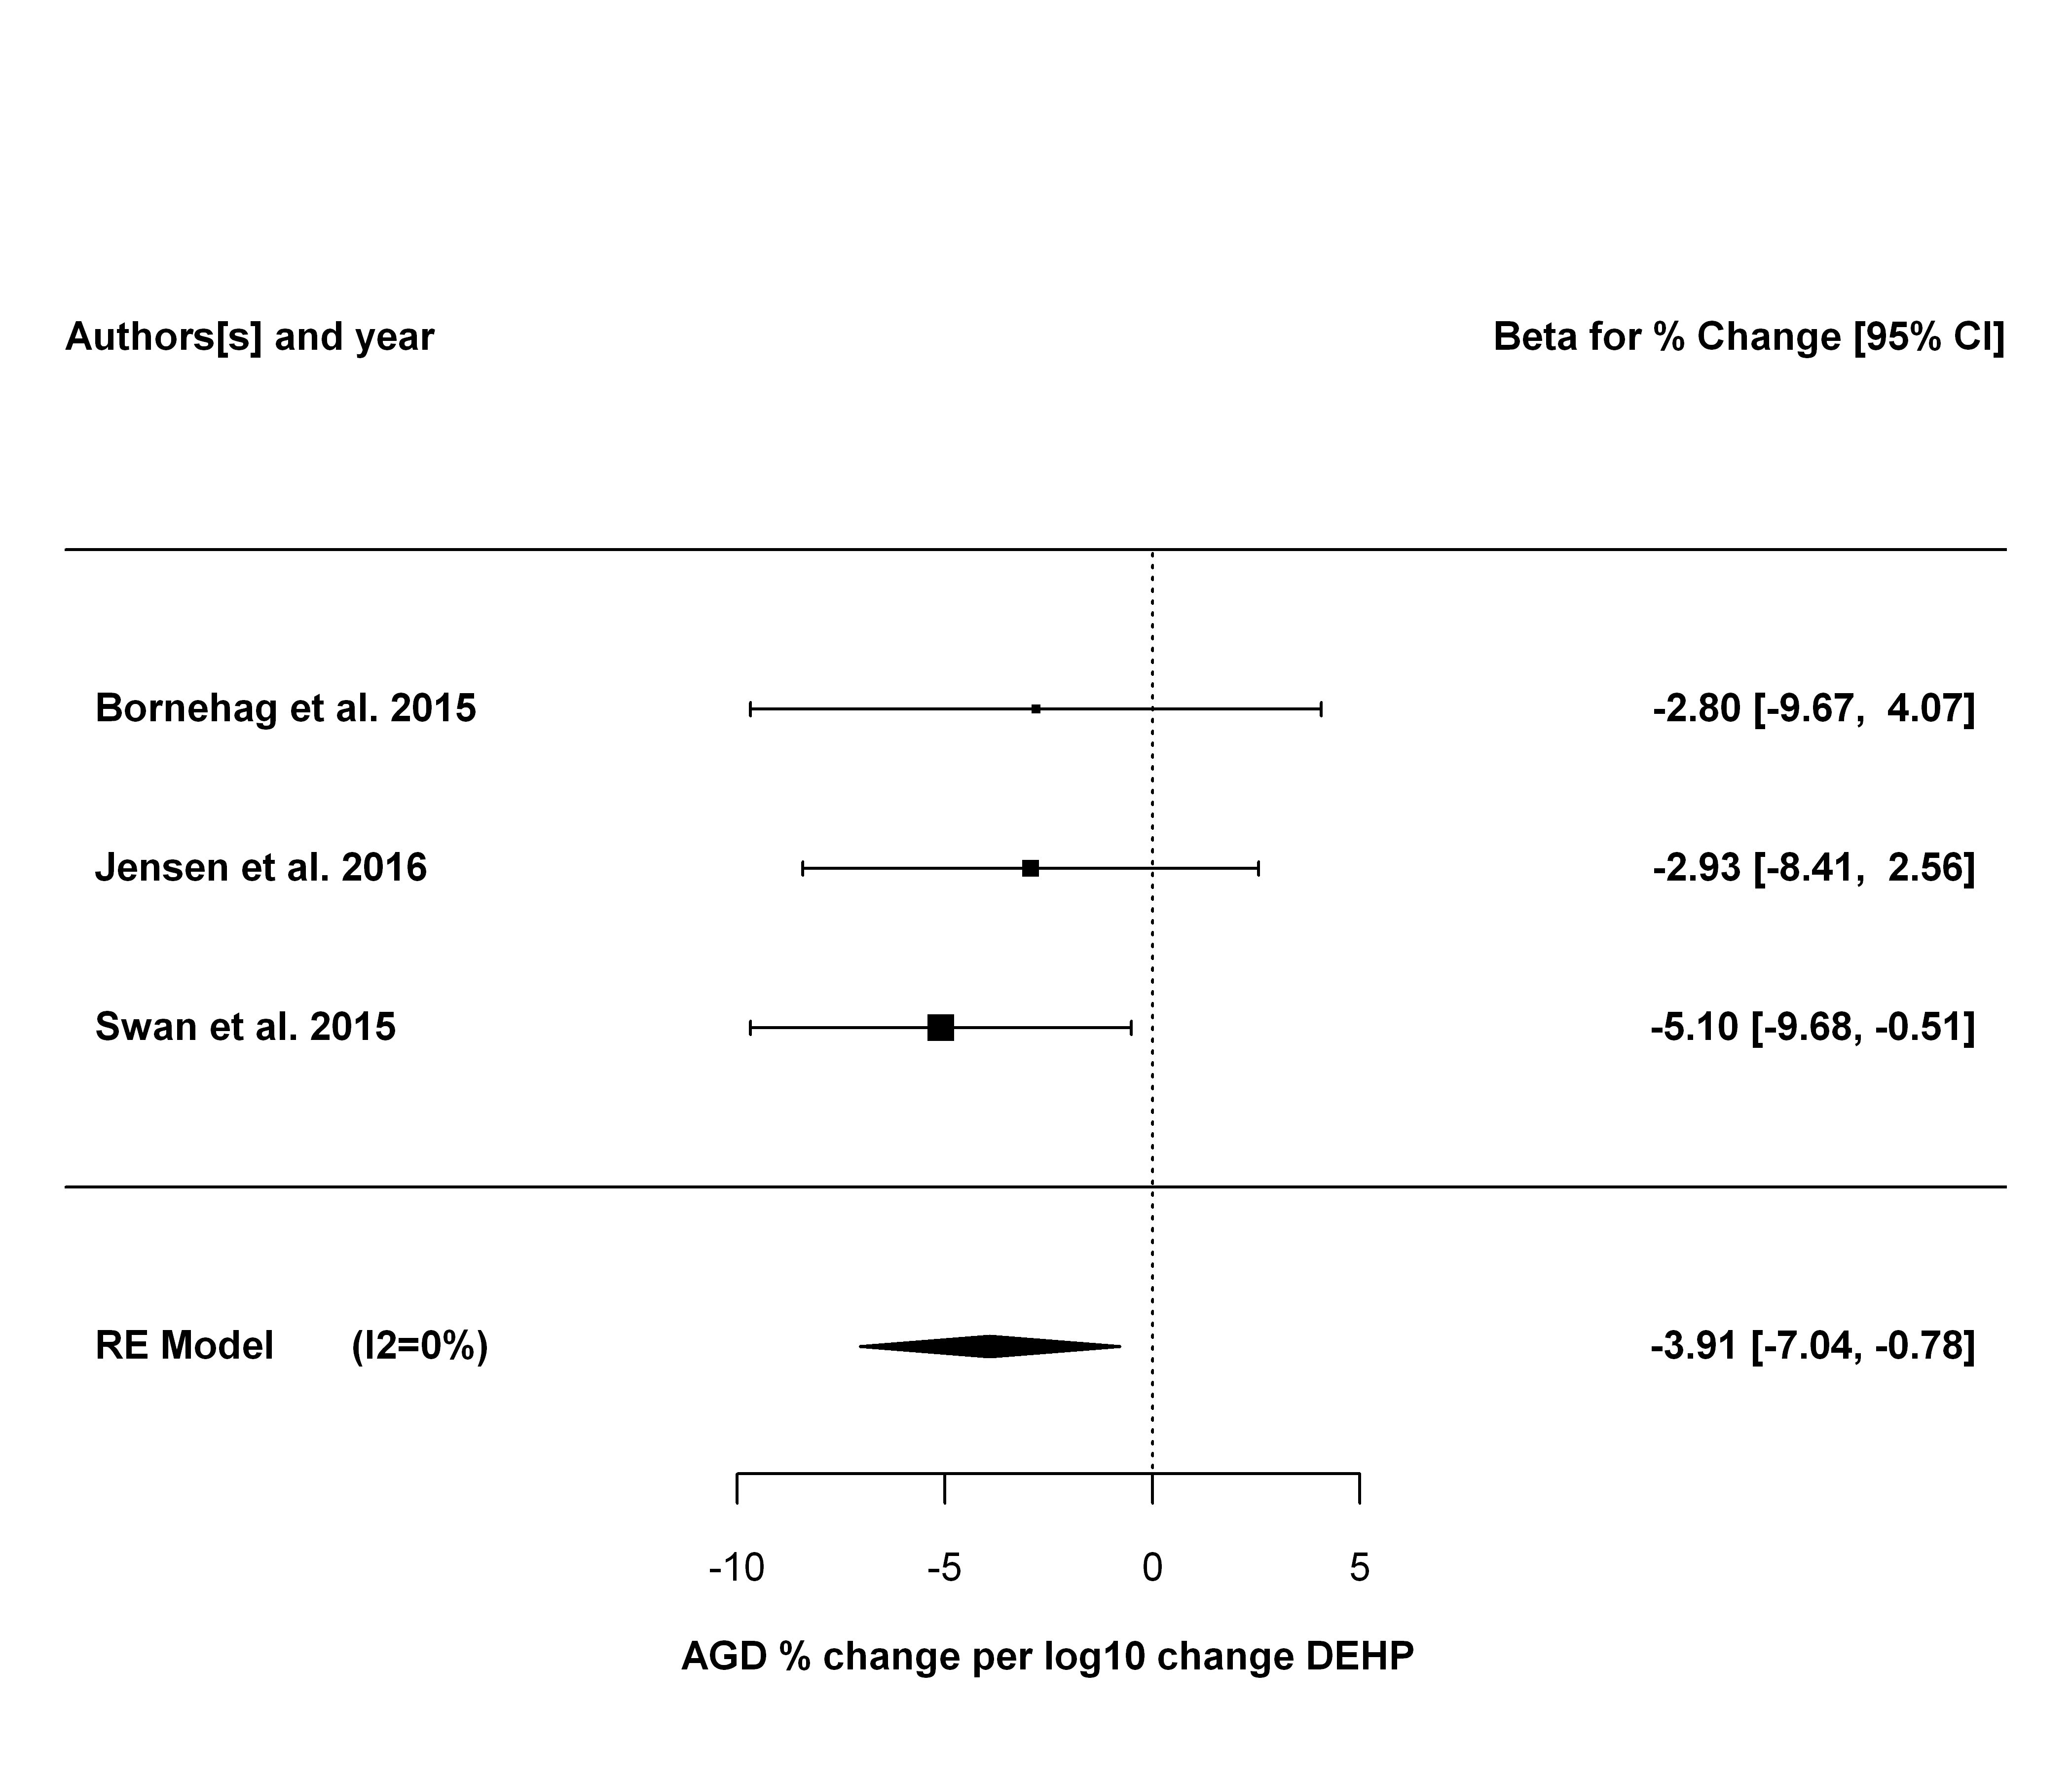 Authors[s] and year Beta for % Change [95% CI]
Bornehag et al. 2015 -2.80 [-9.67, 4.07]
Jensen et al. 2016 -2.93 [-8.41, 2.56]
Swan et al. 2015 -5.10 [-9.68, -0.51]
RE Model (I2=0%) -3.91 [-7.04, -0.78]
-10 -5 0 5
AGD % change per log10 change DEHP